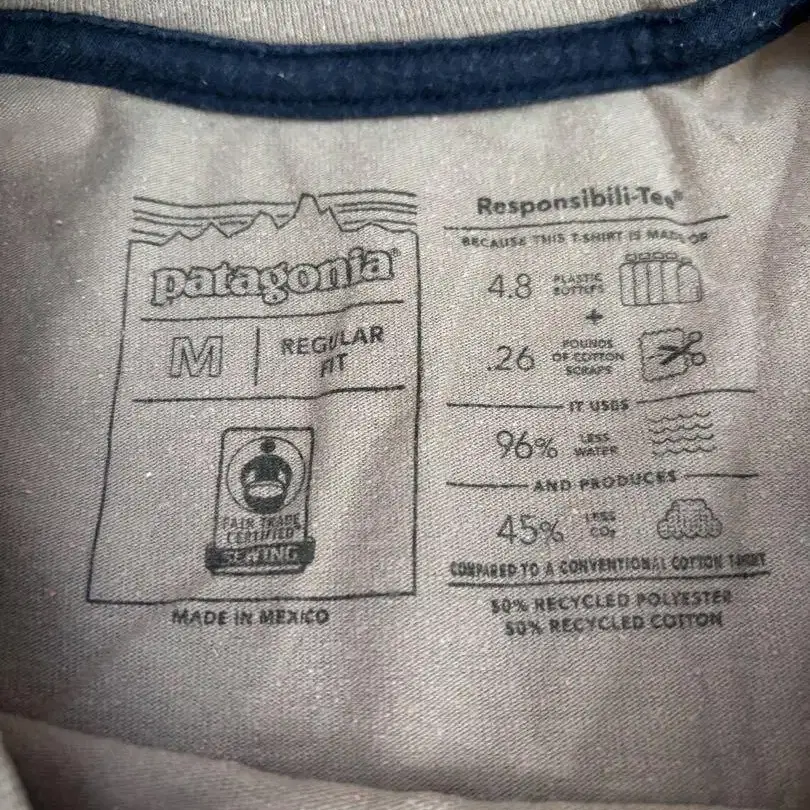 patagonia®
M
REGULAR
FIT
FAIR TRADE
CERTIFIED
SEWING
MADE IN MEXICO
Responsibili-Tee®
BECAUSE THIS T-SHIRT IS MADE OF
4.8 PLASTIC
BOTTLES
+
.26 POUNDS
OF COTTON
SCRAPS
IT USES
96% LESS
WATER
AND PRODUCES
45% LESS
CO₂
COMPARED TO A CONVENTIONAL COTTON T-SHIRT
50% RECYCLED POLYESTER
50% RECYCLED COTTON